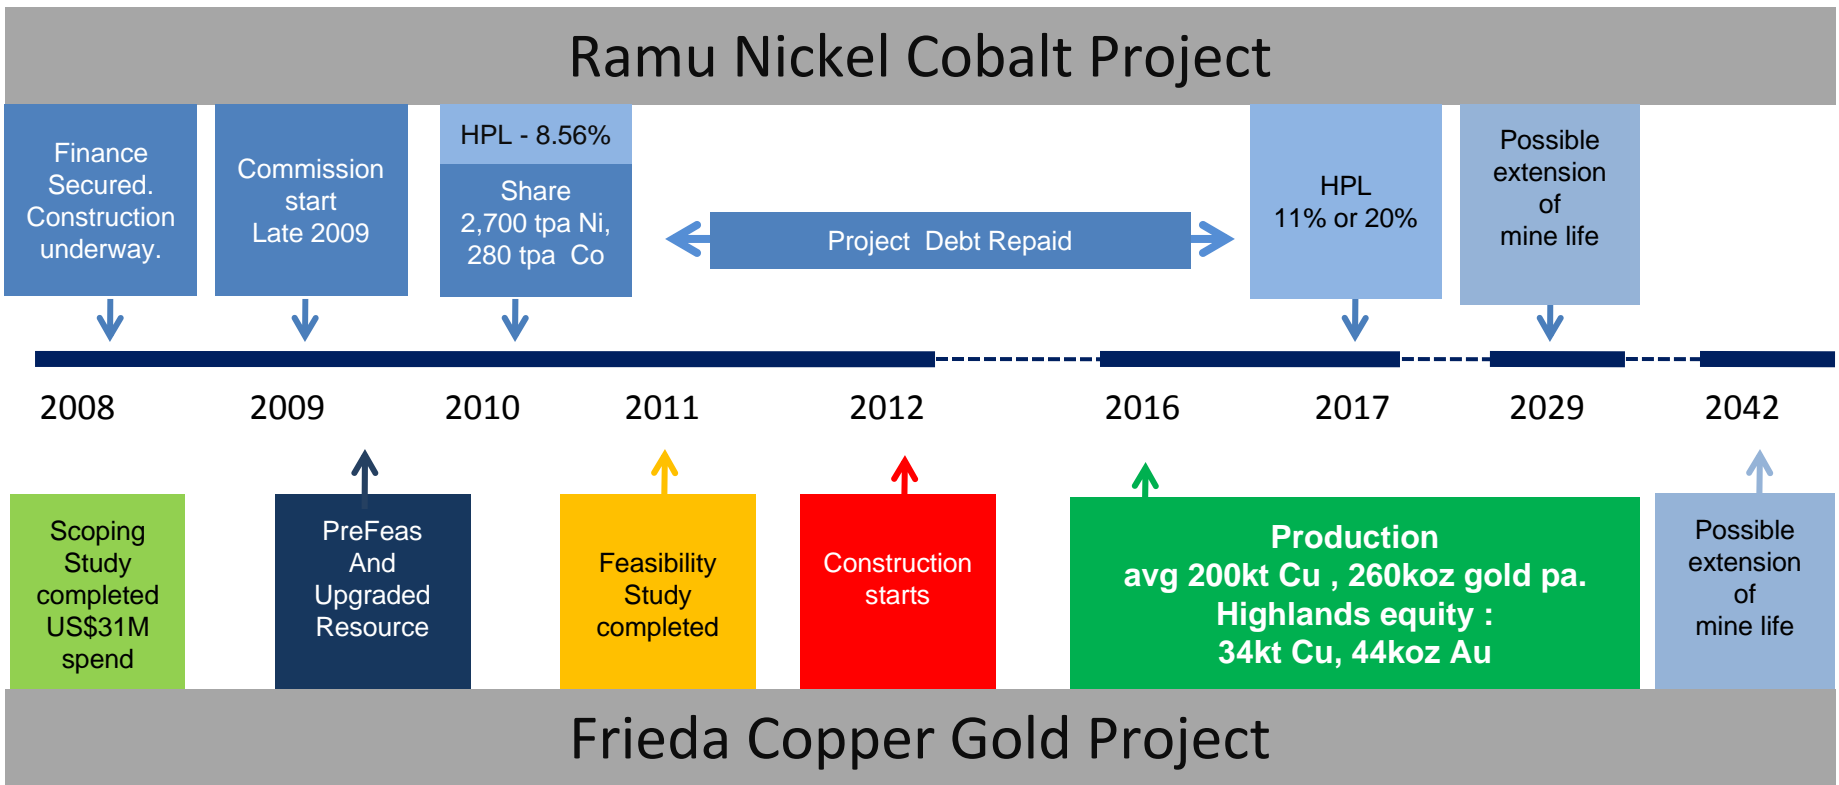 Ramu Nickel Cobalt Project
Finance
Secured.
Construction
underway.
Commission
start
Late 2009
HPL - 8.56%
Share
2,700 tpa Ni,
280 tpa Co
Project Debt Repaid
HPL
11% or 20%
Possible
extension
of
mine life
2008
2009
2010
2011
2012
2016
2017
2029
2042
Scoping
Study
completed
US$31M
spend
PreFeas
And
Upgraded
Resource
Feasibility
Study
completed
Construction
starts
Production
avg 200kt Cu , 260koz gold pa.
Highlands equity :
34kt Cu, 44koz Au
Possible
extension
of
mine life
Frieda Copper Gold Project